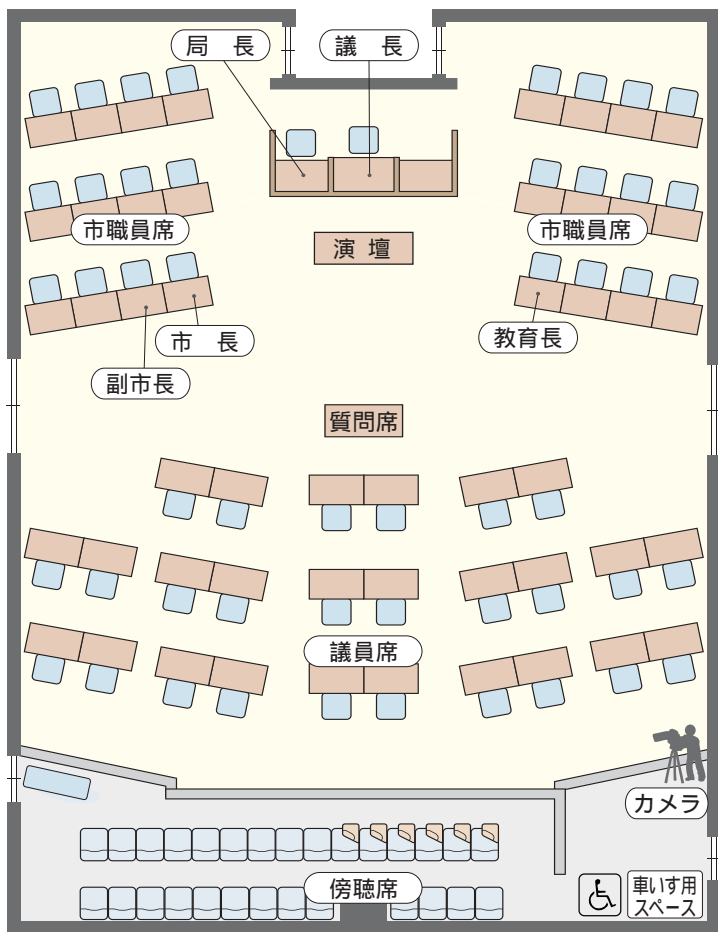 局　長
議　長
市職員席
市職員席
演 壇
市　長
教育長
副市長
質問席
議員席
カメラ
傍聴席
車いす用
スペース